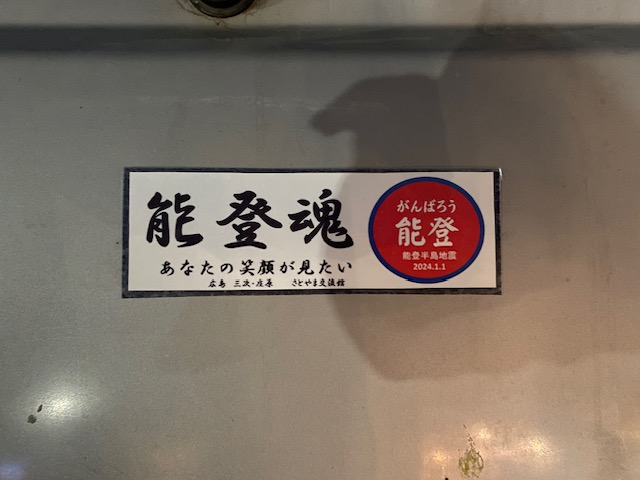 能登魂
あなたの笑顔が見たい
広島 三次・庄原 さとやま交流館
がんばろう
能登
能登半島地震
2024.1.1